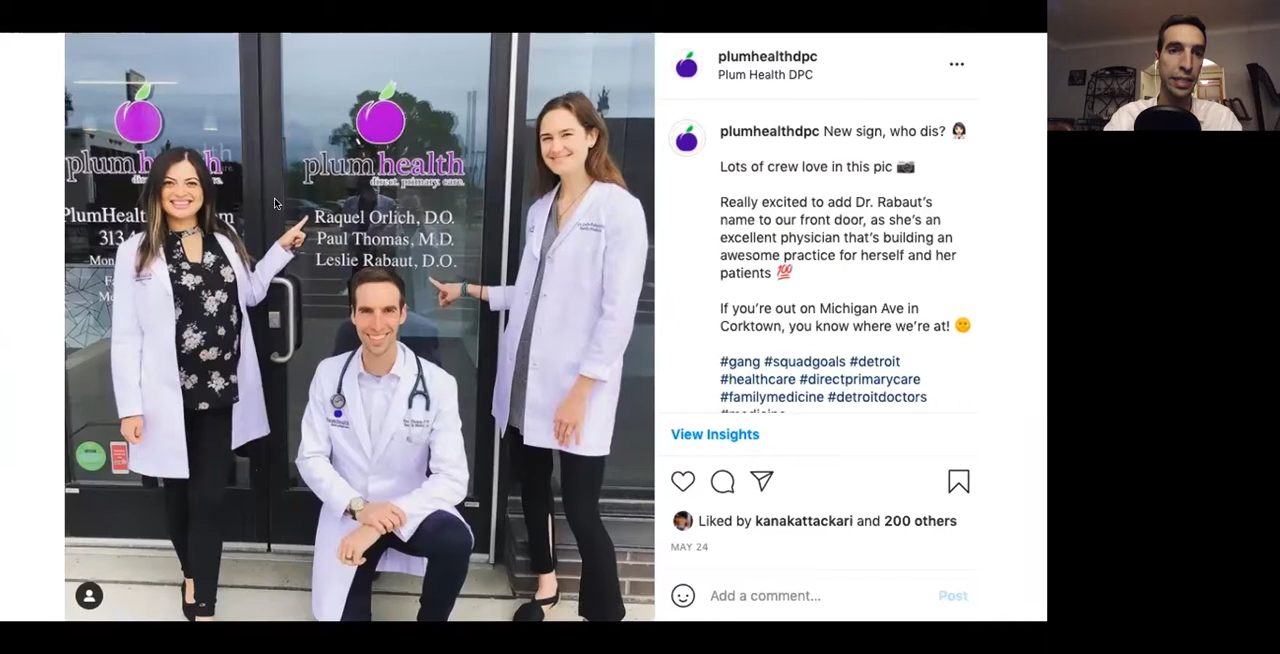 plumhealth
direct. primary. care.
Raquel Orlich, D.O.
Paul Thomas, M.D.
Leslie Rabaut, D.O.
313
plumhealthdpc
Plum Health DPC
plumhealthdpc New sign, who dis? 👩🏻‍⚕️
Lots of crew love in this pic 📷
Really excited to add Dr. Rabaut’s
name to our front door, as she’s an
excellent physician that’s building an
awesome practice for herself and her
patients 💯
If you’re out on Michigan Ave in
Corktown, you know where we’re at! 🌞
#gang #squadgoals #detroit
#healthcare #directprimarycare
#familymedicine #detroitdoctors
#medicine
View Insights
Liked by kanakattackari and 200 others
MAY 24
Add a comment...
Post